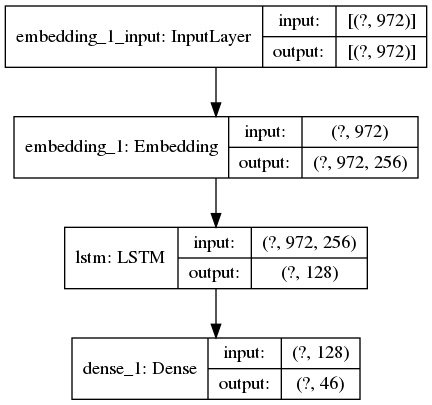 embedding_1_input: InputLayer
input:
[(?, 972)]
output:
[(?, 972)]
embedding_1: Embedding
input:
(?, 972)
output:
(?, 972, 256)
lstm: LSTM
input:
(?, 972, 256)
output:
(?, 128)
dense_1: Dense
input:
(?, 128)
output:
(?, 46)